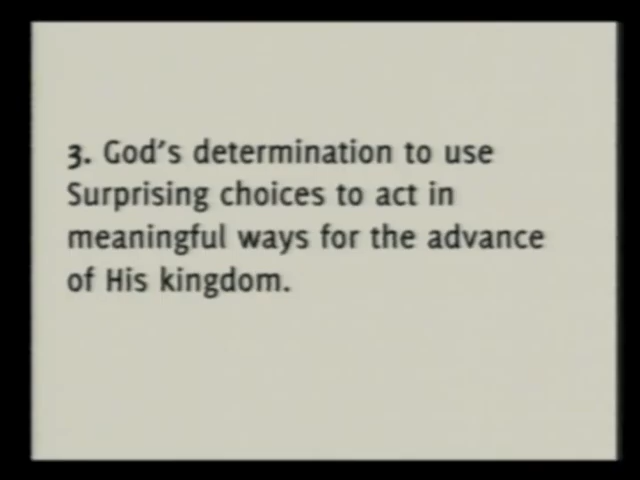 3. God's determination to use
Surprising choices to act in
meaningful ways for the advance
of His kingdom.